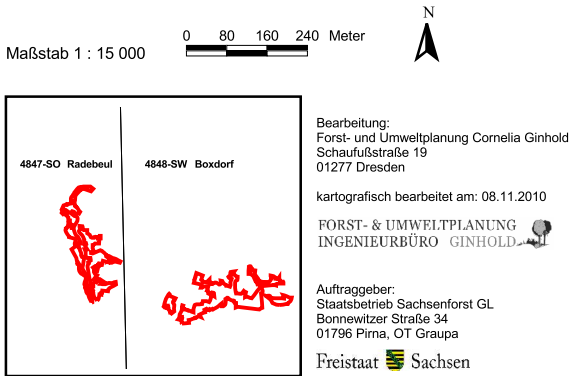 N
0 80 160 240 Meter
Maßstab 1 : 15 000
4847-SO Radebeul
4848-SW Boxdorf
Bearbeitung:
Forst- und Umweltplanung Cornelia Ginhold
Schaufußstraße 19
01277 Dresden
kartografisch bearbeitet am: 08.11.2010
FORST- & UMWELTPLANUNG
INGENIEURBÜRO GINHOLD
Auftraggeber:
Staatsbetrieb Sachsenforst GL
Bonnewitzer Straße 34
01796 Pirna, OT Graupa
Freistaat Sachsen